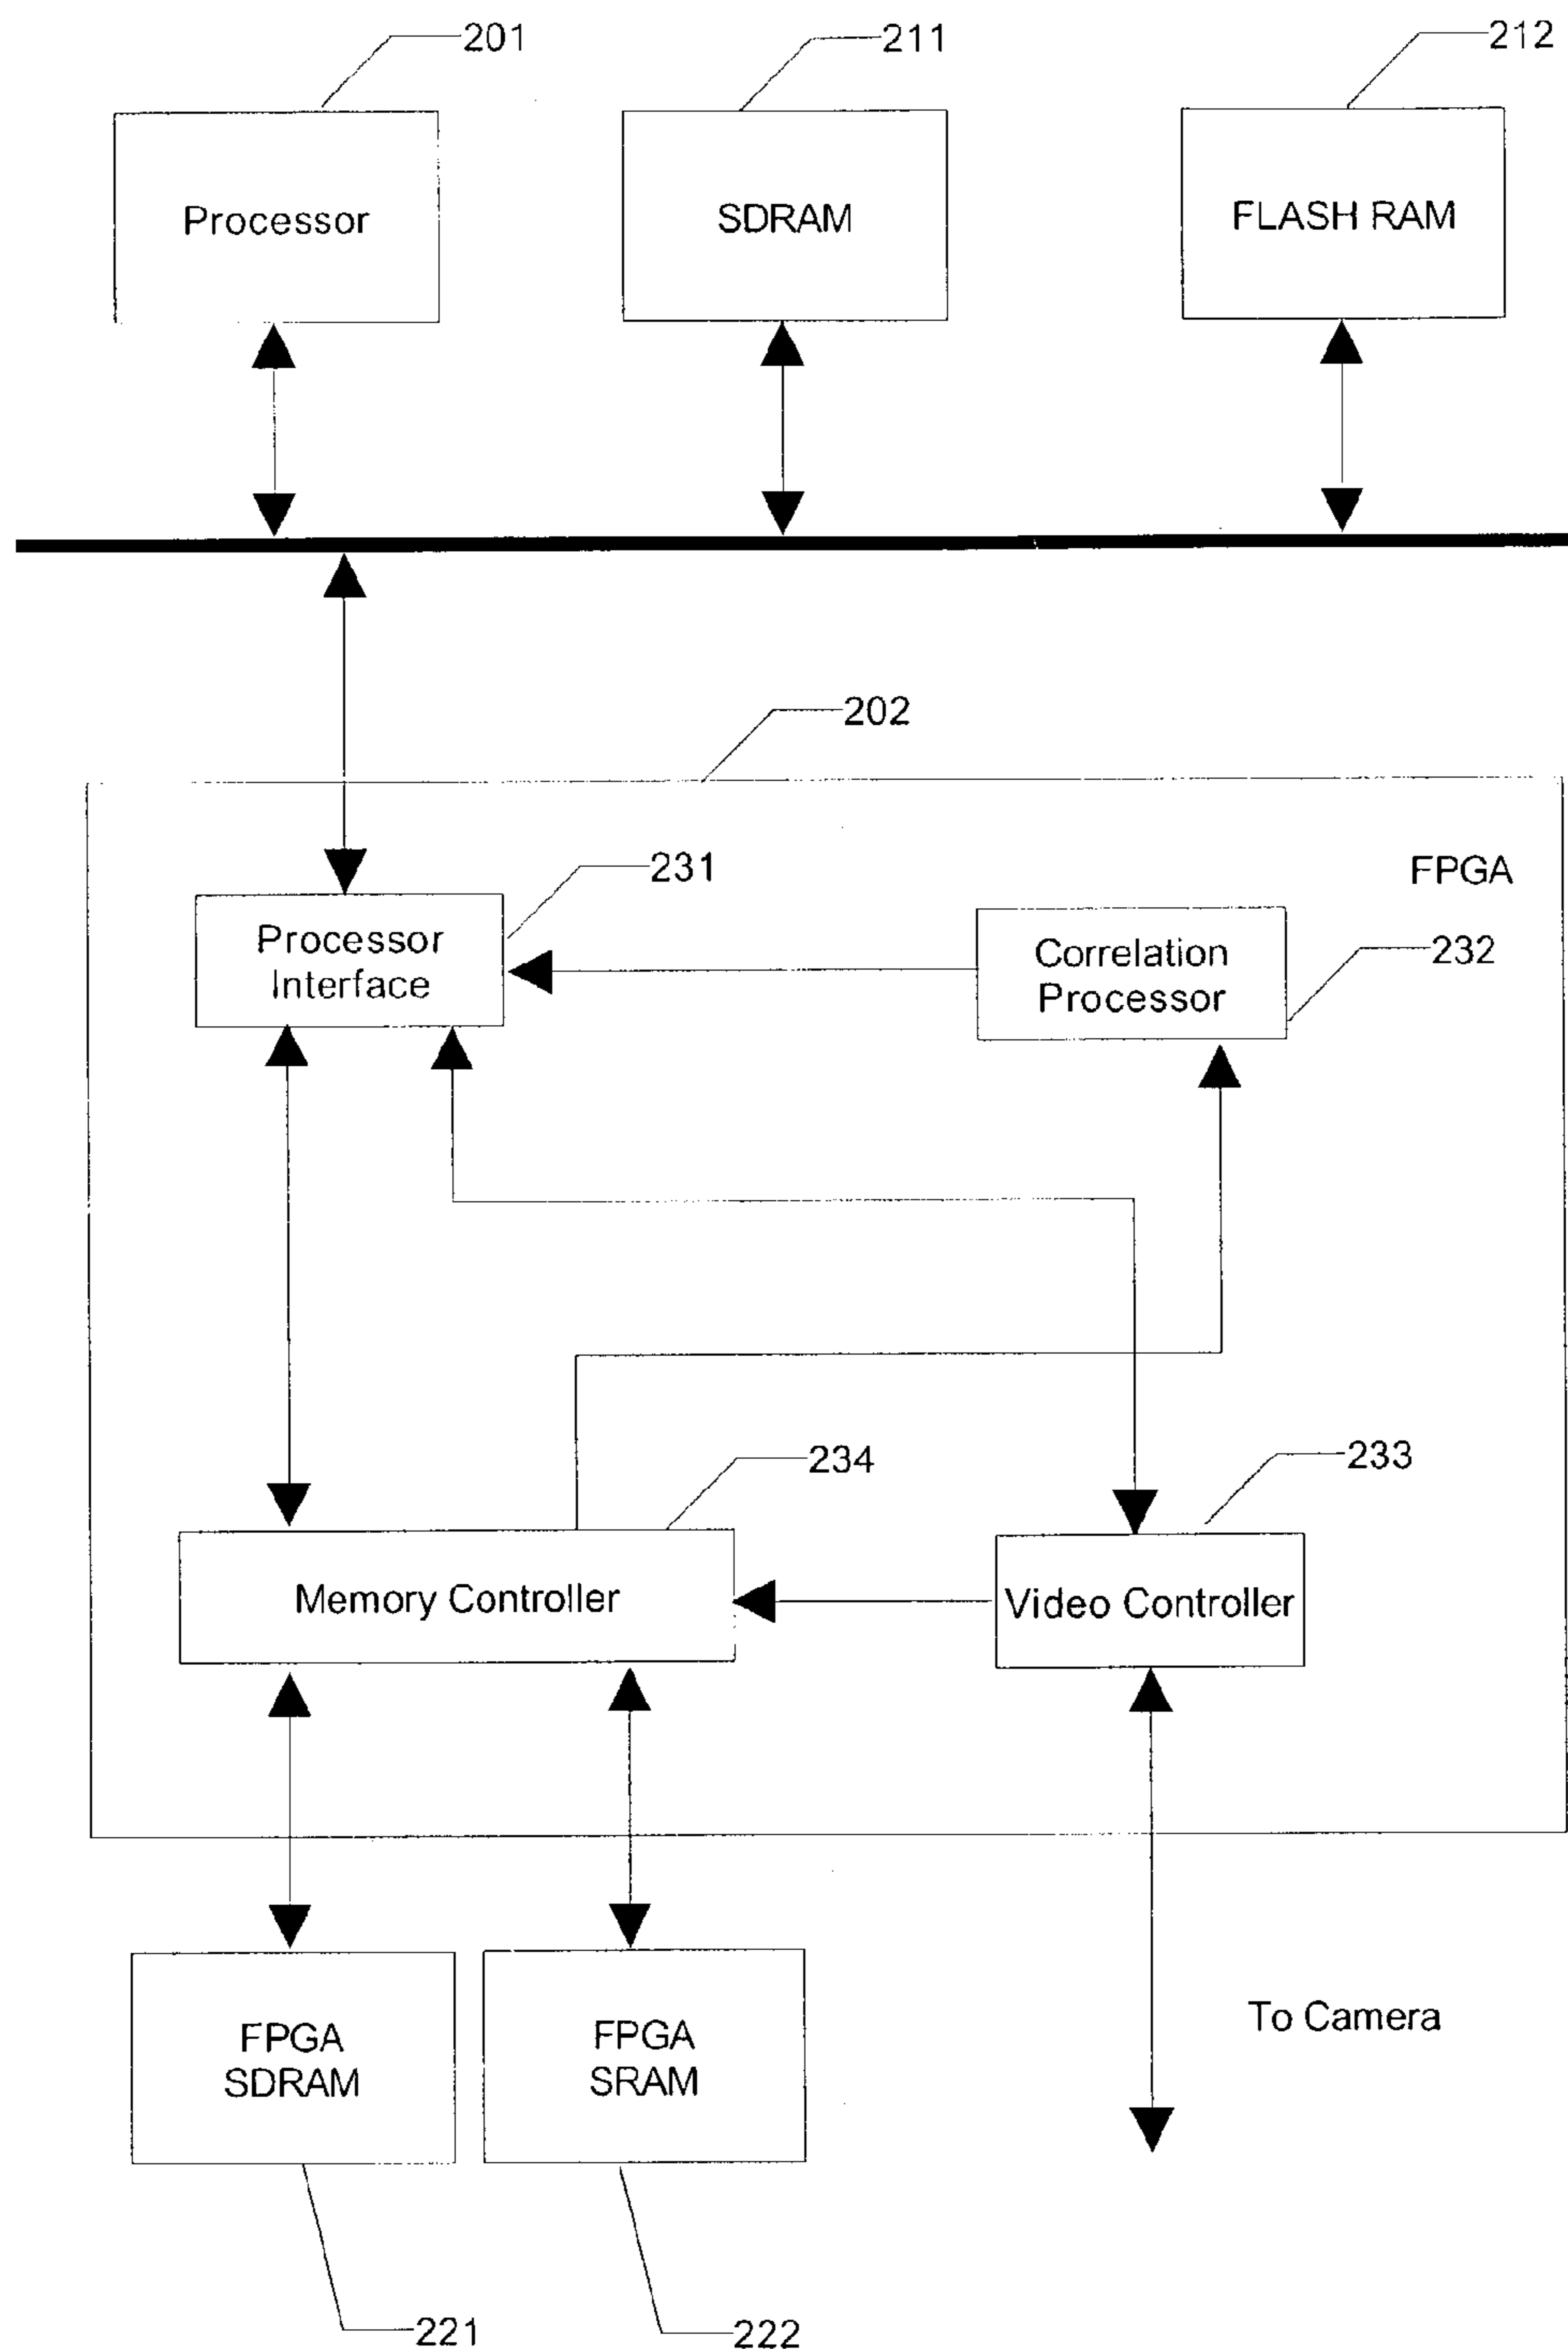 201
211
212
Processor
SDRAM
FLASH RAM
202
FPGA
231
Processor
Interface
Correlation
Processor
232
234
233
Memory Controller
Video Controller
FPGA
SDRAM
FPGA
SRAM
To Camera
221
222